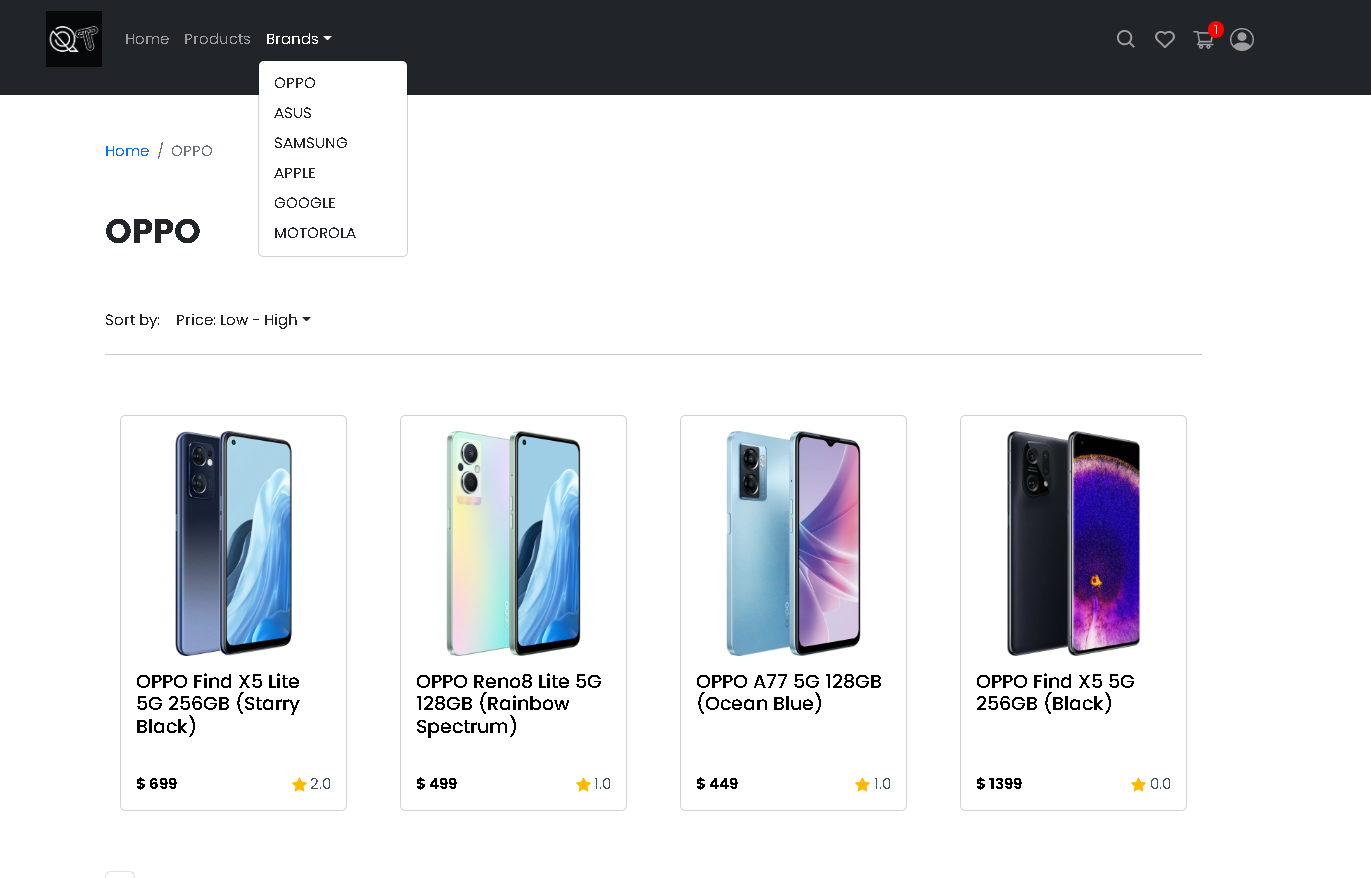 QT
Home Products Brands
1
OPPO
ASUS
SAMSUNG
APPLE
GOOGLE
MOTOROLA
Home / OPPO
OPPO
Sort by: Price: Low - High
OPPO Find X5 Lite
5G 256GB (Starry
Black)
$ 699
2.0
OPPO Reno8 Lite 5G
128GB (Rainbow
Spectrum)
$ 499
1.0
OPPO A77 5G 128GB
(Ocean Blue)
$ 449
1.0
OPPO Find X5 5G
256GB (Black)
$ 1399
0.0